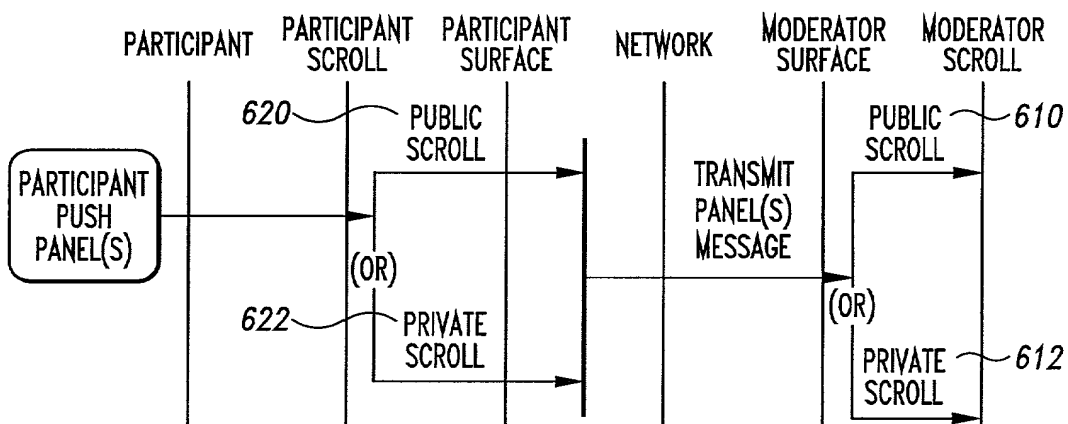 PARTICIPANT
PARTICIPANT
SCROLL
PARTICIPANT
SURFACE
NETWORK
MODERATOR
SURFACE
MODERATOR
SCROLL
620
PUBLIC
SCROLL
PUBLIC
SCROLL
610
PARTICIPANT
PUSH
PANEL(S)
TRANSMIT
PANEL(S)
MESSAGE
(OR)
(OR)
622
PRIVATE
SCROLL
PRIVATE
SCROLL
612